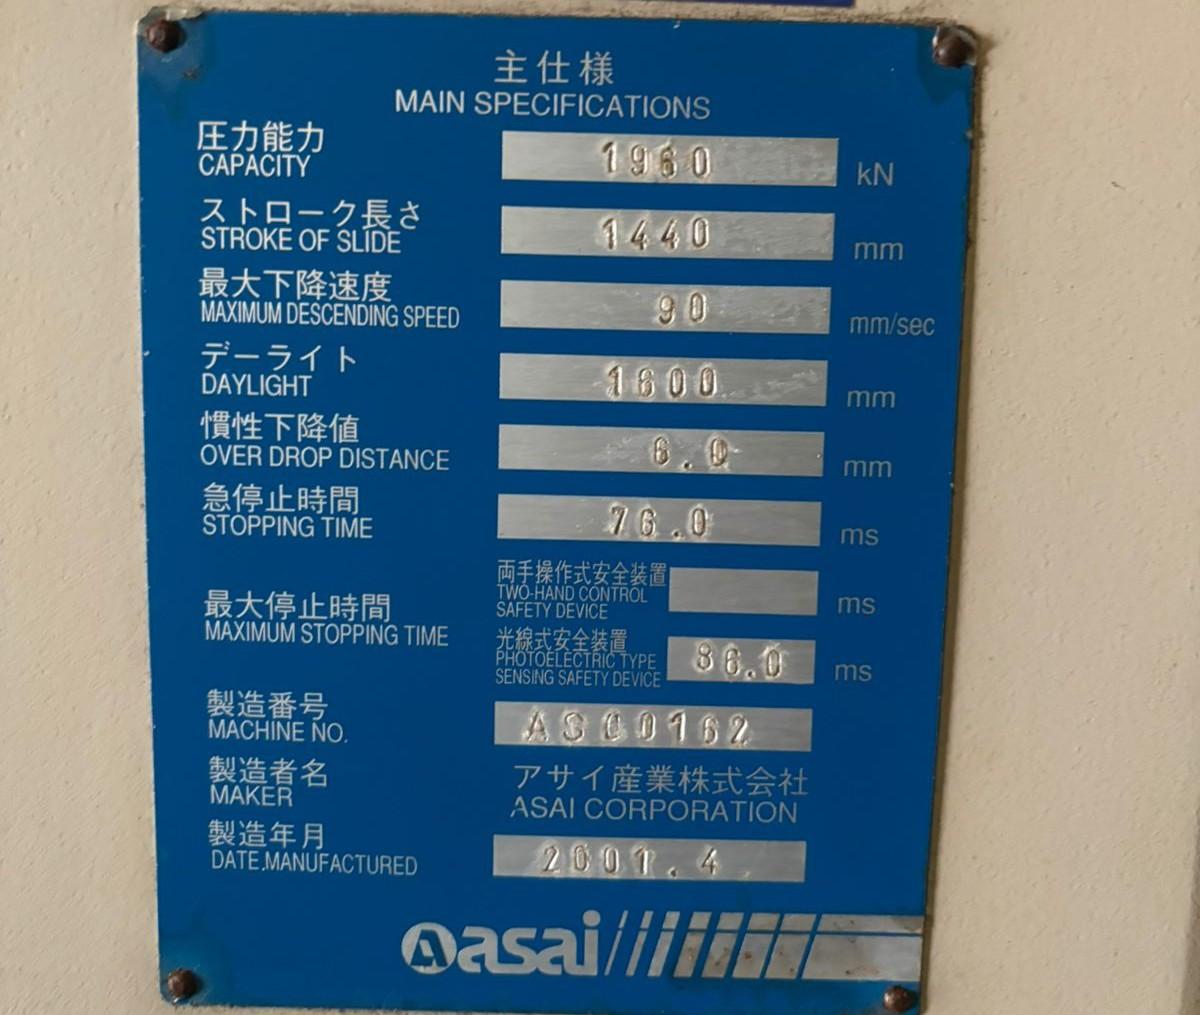 主仕様
MAIN SPECIFICATIONS
圧力能力
CAPACITY
1960 kN
ストローク長さ
STROKE OF SLIDE
1440 mm
最大下降速度
MAXIMUM DESCENDING SPEED
90 mm/sec
デーライト
DAYLIGHT
1600 mm
慣性下降値
OVER DROP DISTANCE
6.0 mm
急停止時間
STOPPING TIME
76.0 ms
最大停止時間
MAXIMUM STOPPING TIME
両手操作式安全装置
TWO-HAND CONTROL
SAFETY DEVICE
ms
光線式安全装置
PHOTOELECTRIC TYPE
SENSING SAFETY DEVICE
86.0 ms
製造番号
MACHINE NO.
AS00162
製造者名
MAKER
アサイ産業株式会社
ASAI CORPORATION
製造年月
DATE.MANUFACTURED
2001.4
asai